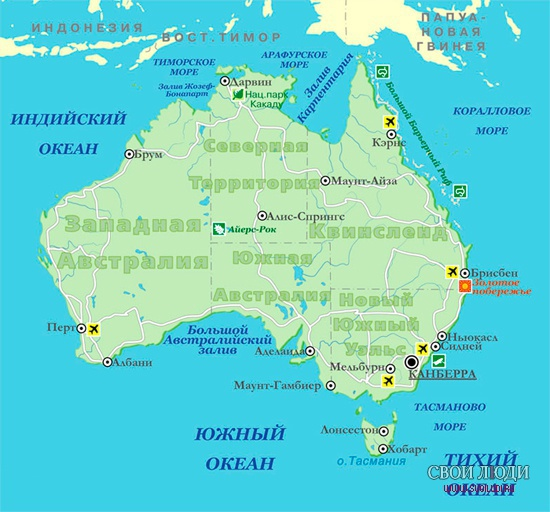 ИНДОНЕЗИЯ
ВОСТ. ТИМОР
ПАПУА-
НОВАЯ
ГВИНЕЯ
ТИМОРСКОЕ
МОРЕ
АРАФУРСКОЕ
МОРЕ
Залив Жозеф-
Бонапарт
Дарвин
Нац.парк
Какаду
Залив
Карпентария
Большой Барьерный Риф
КОРАЛЛОВОЕ
МОРЕ
ИНДИЙСКИЙ
ОКЕАН
Кэрнс
Брум
Северная
Территория
Маунт-Айза
Западная
Австралия
Алис-Спрингс
Айерс-Рок
Квинсленд
Южная
Австралия
Брисбен
Золотое
побережье
Новый
Южный
Уэльс
Перт
Албани
Большой
Австралийский
залив
Аделаида
Ньюкасл
Сидней
Мельбурн
КАНБЕРРА
Маунт-Гамбиер
ТАСМАНОВО
МОРЕ
Лонсестон
Хобарт
о.Тасмания
ЮЖНЫЙ
ОКЕАН
ТИХИЙ
ОКЕАН
СВОИ ЛЮДИ